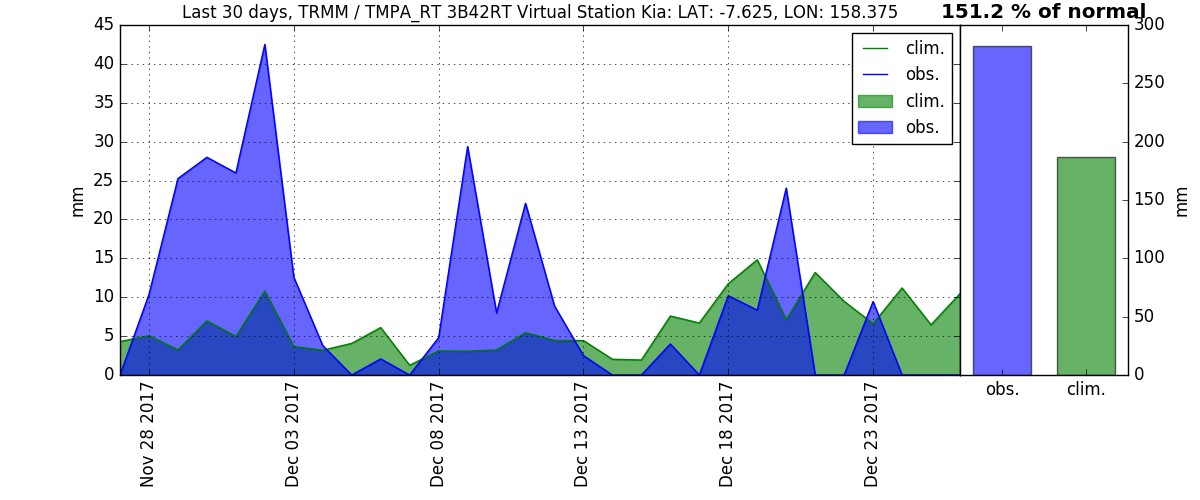 Last 30 days, TRMM / TMPA_RT 3B42RT Virtual Station Kia: LAT: -7.625, LON: 158.375
151.2 % of normal
45
40
35
30
25
20
15
10
5
0
mm
clim.
obs.
clim.
obs.
300
250
200
150
100
50
0
mm
Nov 28 2017
Dec 03 2017
Dec 08 2017
Dec 13 2017
Dec 18 2017
Dec 23 2017
obs.
clim.